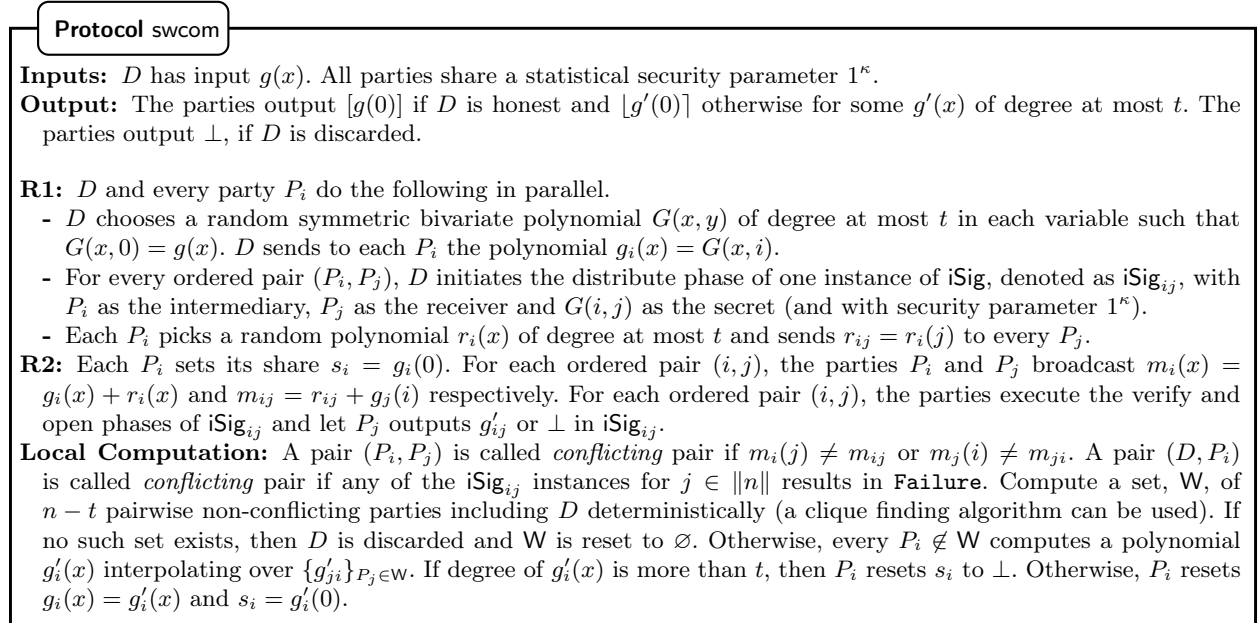 Protocol swcom
Inputs: D has input g(x). All parties share a statistical security parameter 1^κ.
Output: The parties output [g(0)] if D is honest and ⌊g′(0)⌉ otherwise for some g′(x) of degree at most t. The
parties output ⊥, if D is discarded.
R1: D and every party P_i do the following in parallel.
- D chooses a random symmetric bivariate polynomial G(x, y) of degree at most t in each variable such that
G(x, 0) = g(x). D sends to each P_i the polynomial g_i(x) = G(x, i).
- For every ordered pair (P_i, P_j), D initiates the distribute phase of one instance of iSig, denoted as iSig_ij, with
P_i as the intermediary, P_j as the receiver and G(i, j) as the secret (and with security parameter 1^κ).
- Each P_i picks a random polynomial r_i(x) of degree at most t and sends r_ij = r_i(j) to every P_j.
R2: Each P_i sets its share s_i = g_i(0). For each ordered pair (i, j), the parties P_i and P_j broadcast m_i(x) =
g_i(x) + r_i(x) and m_ij = r_ij + g_j(i) respectively. For each ordered pair (i, j), the parties execute the verify and
open phases of iSig_ij and let P_j outputs g′_ij or ⊥ in iSig_ij.
Local Computation: A pair (P_i, P_j) is called conflicting pair if m_i(j) ≠ m_ij or m_j(i) ≠ m_ji. A pair (D, P_i)
is called conflicting pair if any of the iSig_ij instances for j ∈ ‖n‖ results in Failure. Compute a set, W, of
n − t pairwise non-conflicting parties including D deterministically (a clique finding algorithm can be used). If
no such set exists, then D is discarded and W is reset to ∅. Otherwise, every P_i ∉ W computes a polynomial
g′_i(x) interpolating over {g′_ji}_{P_j∈W}. If degree of g′_i(x) is more than t, then P_i resets s_i to ⊥. Otherwise, P_i resets
g_i(x) = g′_i(x) and s_i = g′_i(0).